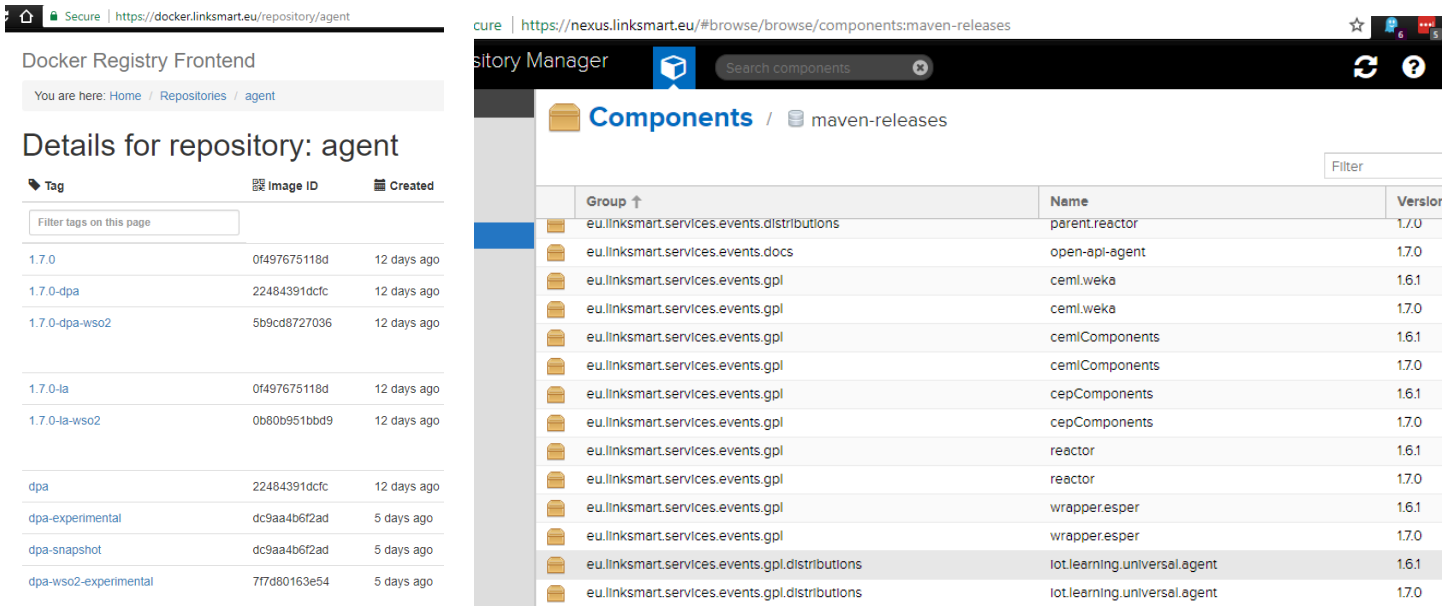 Secure | https://docker.linksmart.eu/repository/agent
Docker Registry Frontend
You are here: Home / Repositories / agent
Details for repository: agent
Tag Image ID Created
Filter tags on this page
1.7.0 0f497675118d 12 days ago
1.7.0-dpa 22484391dcfc 12 days ago
1.7.0-dpa-wso2 5b9cd8727036 12 days ago
1.7.0-la 0f497675118d 12 days ago
1.7.0-la-wso2 0b80b951bbd9 12 days ago
dpa 22484391dcfc 12 days ago
dpa-experimental dc9aa4b6f2ad 5 days ago
dpa-snapshot dc9aa4b6f2ad 5 days ago
dpa-wso2-experimental 7f7d80163e54 5 days ago
cure | https://nexus.linksmart.eu/#browse/browse/components:maven-releases
6 5
sitory Manager Search components
Components / maven-releases
Filter
Group Name Version
eu.linksmart.services.events.distributions parent.reactor 1.7.0
eu.linksmart.services.events.docs open-api-agent 1.7.0
eu.linksmart.services.events.gpl ceml.weka 1.6.1
eu.linksmart.services.events.gpl ceml.weka 1.7.0
eu.linksmart.services.events.gpl cemlComponents 1.6.1
eu.linksmart.services.events.gpl cemlComponents 1.7.0
eu.linksmart.services.events.gpl cepComponents 1.6.1
eu.linksmart.services.events.gpl cepComponents 1.7.0
eu.linksmart.services.events.gpl reactor 1.6.1
eu.linksmart.services.events.gpl reactor 1.7.0
eu.linksmart.services.events.gpl wrapper.esper 1.6.1
eu.linksmart.services.events.gpl wrapper.esper 1.7.0
eu.linksmart.services.events.gpl.distributions iot.learning.universal.agent 1.6.1
eu.linksmart.services.events.gpl.distributions iot.learning.universal.agent 1.7.0